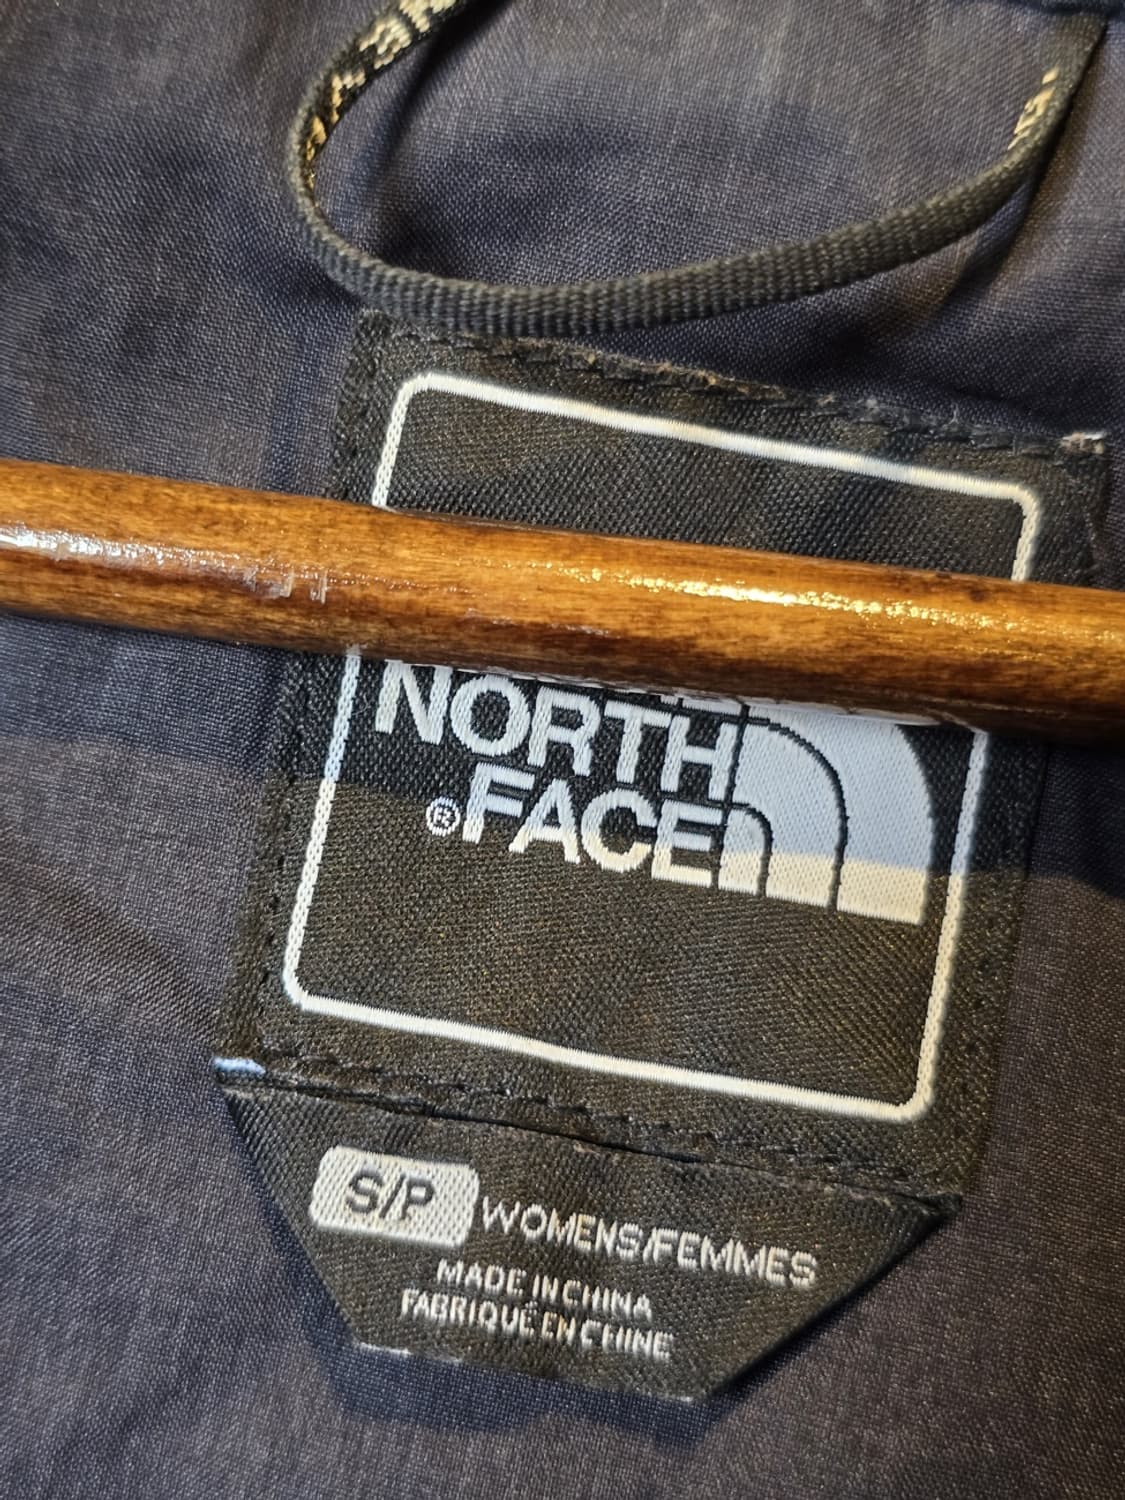 NORTH
FACE
®
S/P WOMENS/FEMMES
MADE IN CHINA
FABRIQUÉ EN CHINE